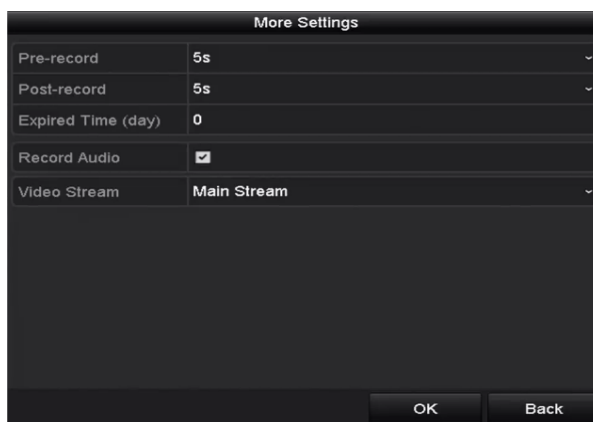 More Settings
Pre-record 5s
Post-record 5s
Expired Time (day) 0
Record Audio
Video Stream Main Stream
OK Back